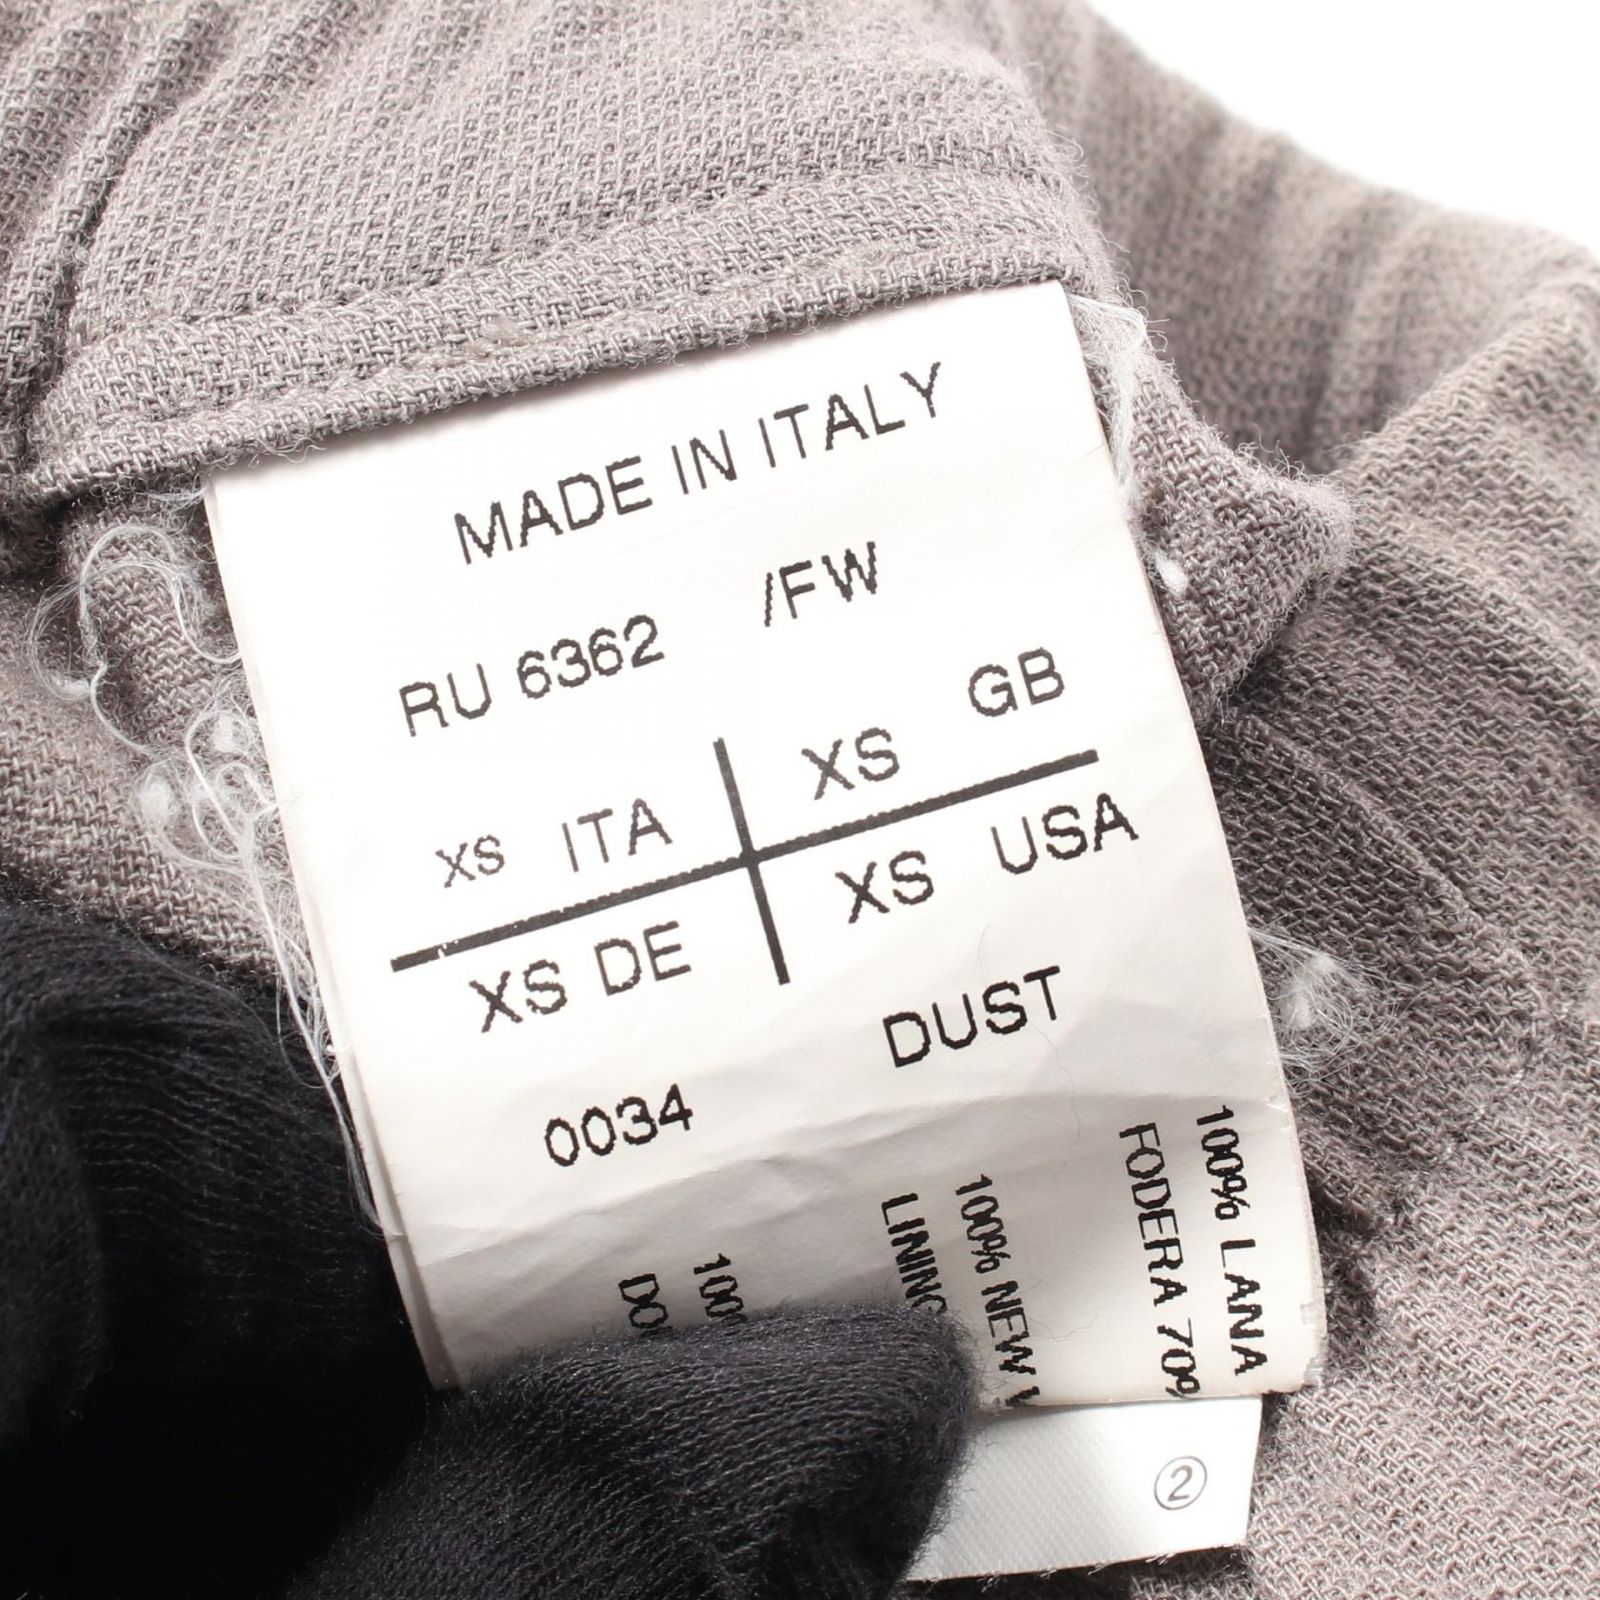 MADE IN ITALY
RU 6362 /FW
XS ITA XS GB
XS DE XS USA
DUST
0034
100% LANA
FODERA 70%
100% NEW
LINING
②